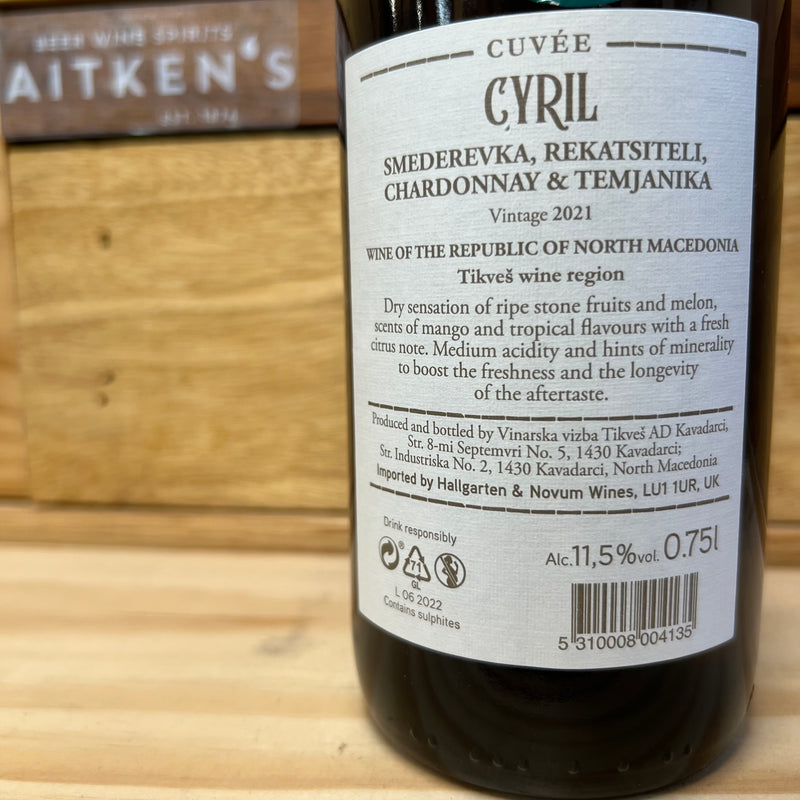 BEER WINE SPIRITS
AITKEN'S
CUVÉE
CYRIL
SMEDEREVKA, REKATSITELI,
CHARDONNAY & TEMJANIKA
Vintage 2021
WINE OF THE REPUBLIC OF NORTH MACEDONIA
Tikveš wine region
Dry sensation of ripe stone fruits and melon,
scents of mango and tropical flavours with a fresh
citrus note. Medium acidity and hints of minerality
to boost the freshness and the longevity
of the aftertaste.
Produced and bottled by Vinarska vizba Tikveš AD Kavadarci,
Str. 8-mi Septemvri No. 5, 1430 Kavadarci;
Str. Industriska No. 2, 1430 Kavadarci, North Macedonia
Imported by Hallgarten & Novum Wines, LU1 1UR, UK
Drink responsibly
®
71
GL
L 06 2022
Contains sulphites
Alc.11,5%vol. 0.75l
5 310008 004135